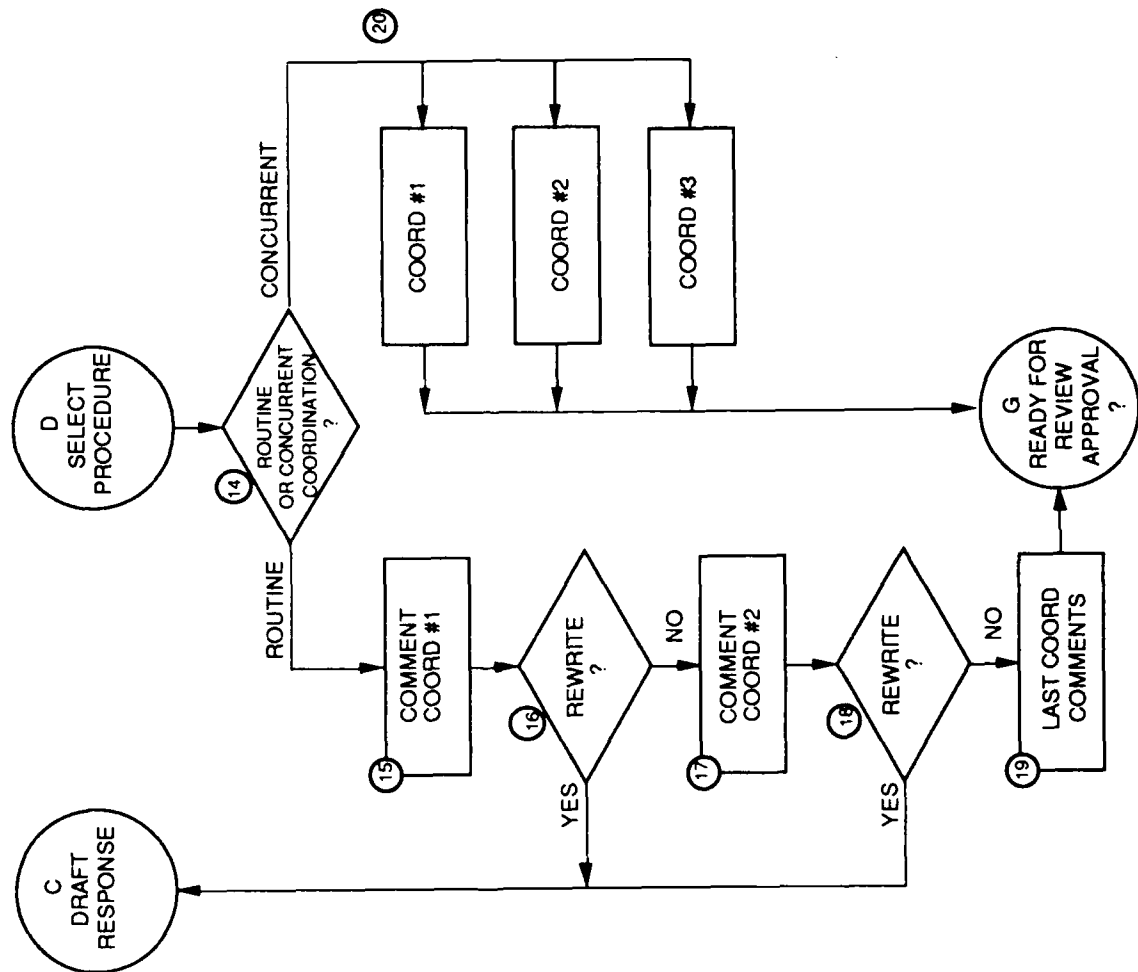 C
DRAFT
RESPONSE
D
SELECT
PROCEDURE
14
ROUTINE
OR CONCURRENT
COORDINATION
?
ROUTINE
CONCURRENT
20
15
COMMENT
COORD #1
16
REWRITE
?
YES
NO
17
COMMENT
COORD #2
18
REWRITE
?
YES
NO
19
LAST COORD
COMMENTS
COORD #1
COORD #2
COORD #3
G
READY FOR
REVIEW
APPROVAL
?